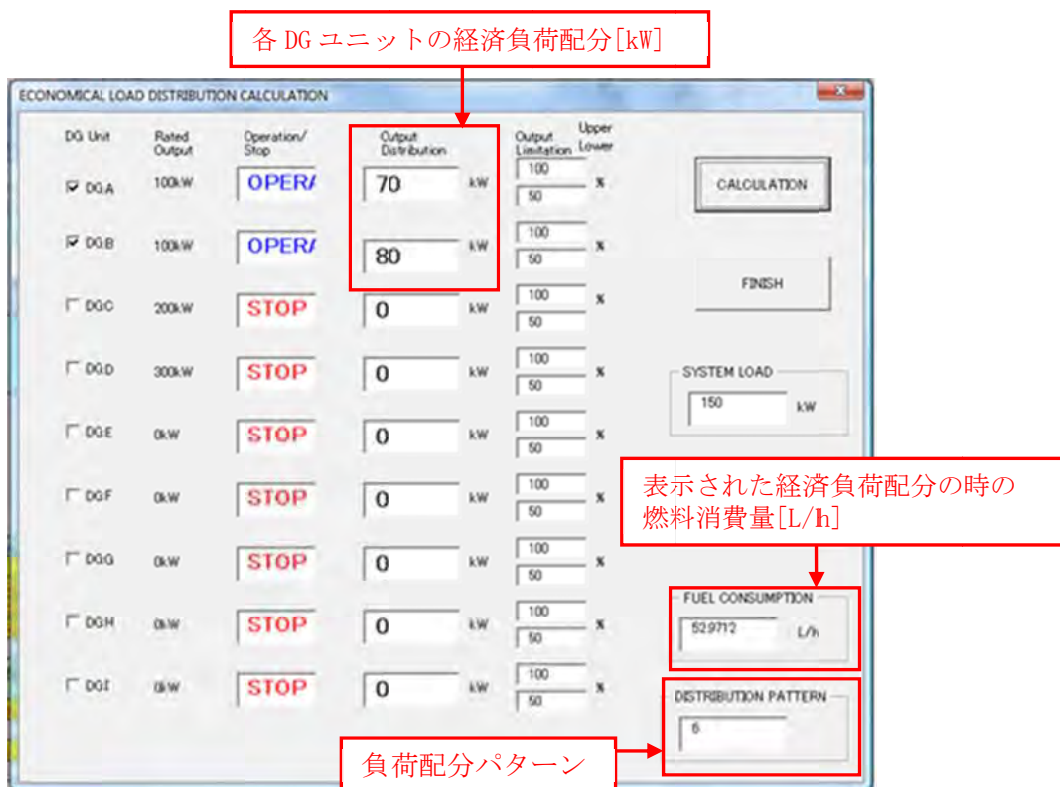 各 DG ユニットの経済負荷配分[kW]
ECONOMICAL LOAD DISTRIBUTION CALCULATION
DG Unit Rated Output Operation/Stop Output Distribution Output Limitation Upper Lower
DGA 100kW OPERA 70 kW 100 50 %
CALCULATION
DGB 100kW OPERA 80 kW 100 50 %
FINISH
DGC 200kW STOP 0 kW 100 50 %
DGD 300kW STOP 0 kW 100 50 %
SYSTEM LOAD
150 kW
DGE 0kW STOP 0 kW 100 50 %
表示された経済負荷配分の時の
燃料消費量[L/h]
DGF 0kW STOP 0 kW 100 50 %
DGG 0kW STOP 0 kW 100 50 %
FUEL CONSUMPTION
L/h
DGH 0kW STOP 0 kW 100 50 %
DGI 0kW STOP 0 kW 100 50 %
DISTRIBUTION PATTERN
6
負荷配分パターン